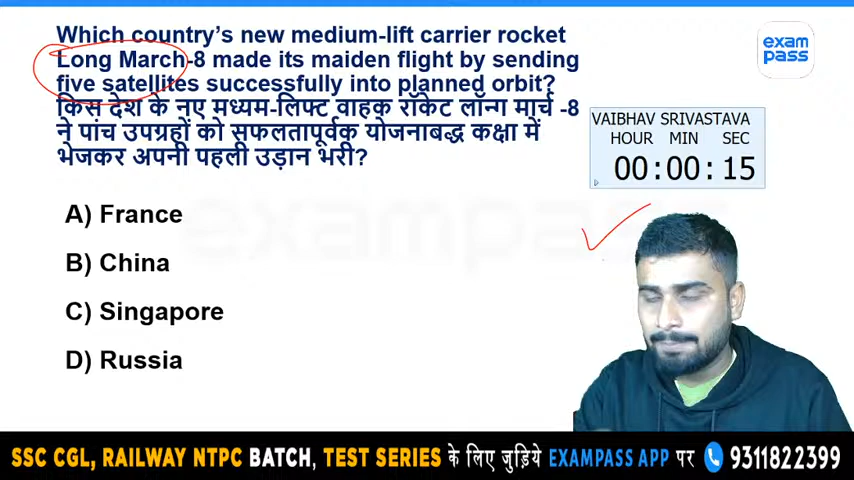 Which country's new medium-lift carrier rocket
Long March-8 made its maiden flight by sending
five satellites successfully into planned orbit?
किस देश के नए मध्यम-लिफ्ट वाहक रॉकेट लॉन्ग मार्च -8
ने पांच उपग्रहों को सफलतापूर्वक योजनाबद्ध कक्षा में
भेजकर अपनी पहली उड़ान भरी?
exam
pass
VAIBHAV SRIVASTAVA
HOUR MIN SEC
00:00:15
A) France
B) China
C) Singapore
D) Russia
exampass
SSC CGL, RAILWAY NTPC BATCH, TEST SERIES के लिए जुड़िये EXAMPASS APP पर 9311822399